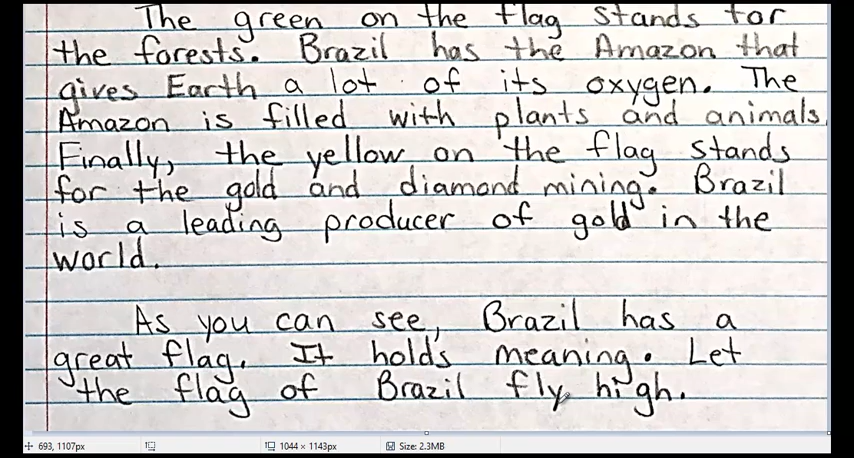 The green on the flag stands for
the forests. Brazil has the Amazon that
gives Earth a lot of its oxygen. The
Amazon is filled with plants and animals.
Finally, the yellow on the flag stands
for the gold and diamond mining. Brazil
is a leading producer of gold in the
world.
As you can see, Brazil has a
great flag. It holds meaning. Let
the flag of Brazil fly high.
693, 1107px
1044 × 1143px
Size: 2.3MB